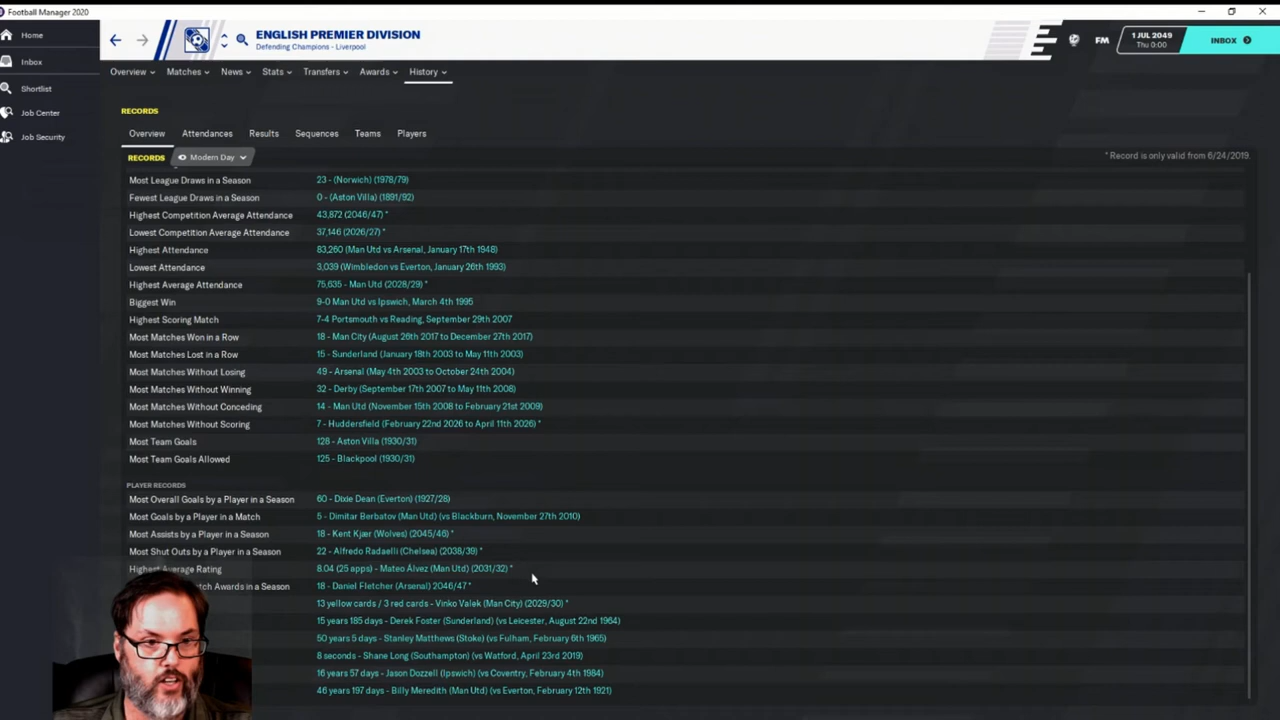 Football Manager 2020
Home
Inbox
Shortlist
Job Center
Job Security
ENGLISH PREMIER DIVISION
Defending Champions - Liverpool
FM
1 JUL 2049
Thu 0:00
INBOX
Overview
Matches
News
Stats
Transfers
Awards
History
RECORDS
Overview
Attendances
Results
Sequences
Teams
Players
RECORDS
Modern Day
* Record is only valid from 6/24/2019.
Most League Draws in a Season 23 - (Norwich) (1978/79)
Fewest League Draws in a Season 0 - (Aston Villa) (1891/92)
Highest Competition Average Attendance 43,872 (2046/47) *
Lowest Competition Average Attendance 37,146 (2026/27) *
Highest Attendance 83,260 (Man Utd vs Arsenal, January 17th 1948)
Lowest Attendance 3,039 (Wimbledon vs Everton, January 26th 1993)
Highest Average Attendance 75,635 - Man Utd (2028/29) *
Biggest Win 9-0 Man Utd vs Ipswich, March 4th 1995
Highest Scoring Match 7-4 Portsmouth vs Reading, September 29th 2007
Most Matches Won in a Row 18 - Man City (August 26th 2017 to December 27th 2017)
Most Matches Lost in a Row 15 - Sunderland (January 18th 2003 to May 11th 2003)
Most Matches Without Losing 49 - Arsenal (May 4th 2003 to October 24th 2004)
Most Matches Without Winning 32 - Derby (September 17th 2007 to May 11th 2008)
Most Matches Without Conceding 14 - Man Utd (November 15th 2008 to February 21st 2009)
Most Matches Without Scoring 7 - Huddersfield (February 22nd 2026 to April 11th 2026) *
Most Team Goals 128 - Aston Villa (1930/31)
Most Team Goals Allowed 125 - Blackpool (1930/31)
PLAYER RECORDS
Most Overall Goals by a Player in a Season 60 - Dixie Dean (Everton) (1927/28)
Most Goals by a Player in a Match 5 - Dimitar Berbatov (Man Utd) (vs Blackburn, November 27th 2010)
Most Assists by a Player in a Season 18 - Kent Kjær (Wolves) (2045/46) *
Most Shut Outs by a Player in a Season 22 - Alfredo Radaelli (Chelsea) (2038/39) *
Highest Average Rating 8.04 (25 apps) - Mateo Álvez (Man Utd) (2031/32) *
tch Awards in a Season 18 - Daniel Fletcher (Arsenal) 2046/47 *
13 yellow cards / 3 red cards - Vinko Valek (Man City) (2029/30) *
15 years 185 days - Derek Foster (Sunderland) (vs Leicester, August 22nd 1964)
50 years 5 days - Stanley Matthews (Stoke) (vs Fulham, February 6th 1965)
8 seconds - Shane Long (Southampton) (vs Watford, April 23rd 2019)
16 years 57 days - Jason Dozzell (Ipswich) (vs Coventry, February 4th 1984)
46 years 197 days - Billy Meredith (Man Utd) (vs Everton, February 12th 1921)